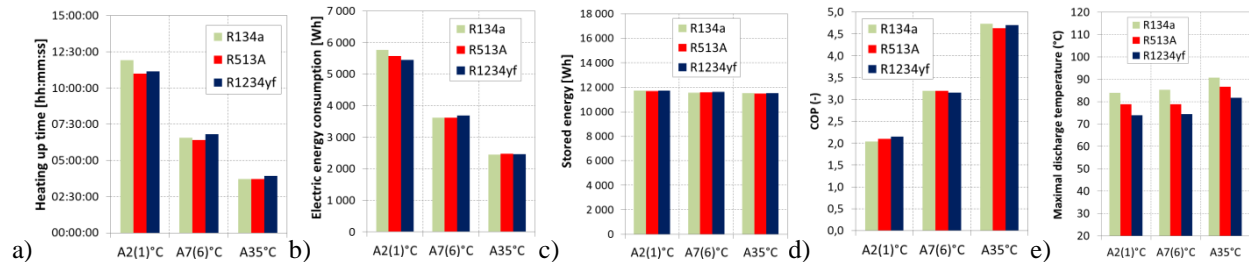 a)
Heating up time [hh:mm:ss]
15:00:00
12:30:00
10:00:00
07:30:00
05:00:00
02:30:00
00:00:00
R134a
R513A
R1234yf
A2(1)°C
A7(6)°C
A35°C
b)
Electric energy consumption [Wh]
7 000
6 000
5 000
4 000
3 000
2 000
1 000
0
R134a
R513A
R1234yf
A2(1)°C
A7(6)°C
A35°C
c)
Stored energy [Wh]
18 000
16 000
14 000
12 000
10 000
8 000
6 000
4 000
2 000
0
R134a
R513A
R1234yf
A2(1)°C
A7(6)°C
A35°C
d)
COP (-)
5,0
4,5
4,0
3,5
3,0
2,5
2,0
1,5
1,0
0,5
0,0
R134a
R513A
R1234yf
A2(1)°C
A7(6)°C
A35°C
e)
Maximal discharge temperature (°C)
120
110
100
90
80
70
60
50
40
30
20
R134a
R513A
R1234yf
A2(1)°C
A7(6)°C
A35°C